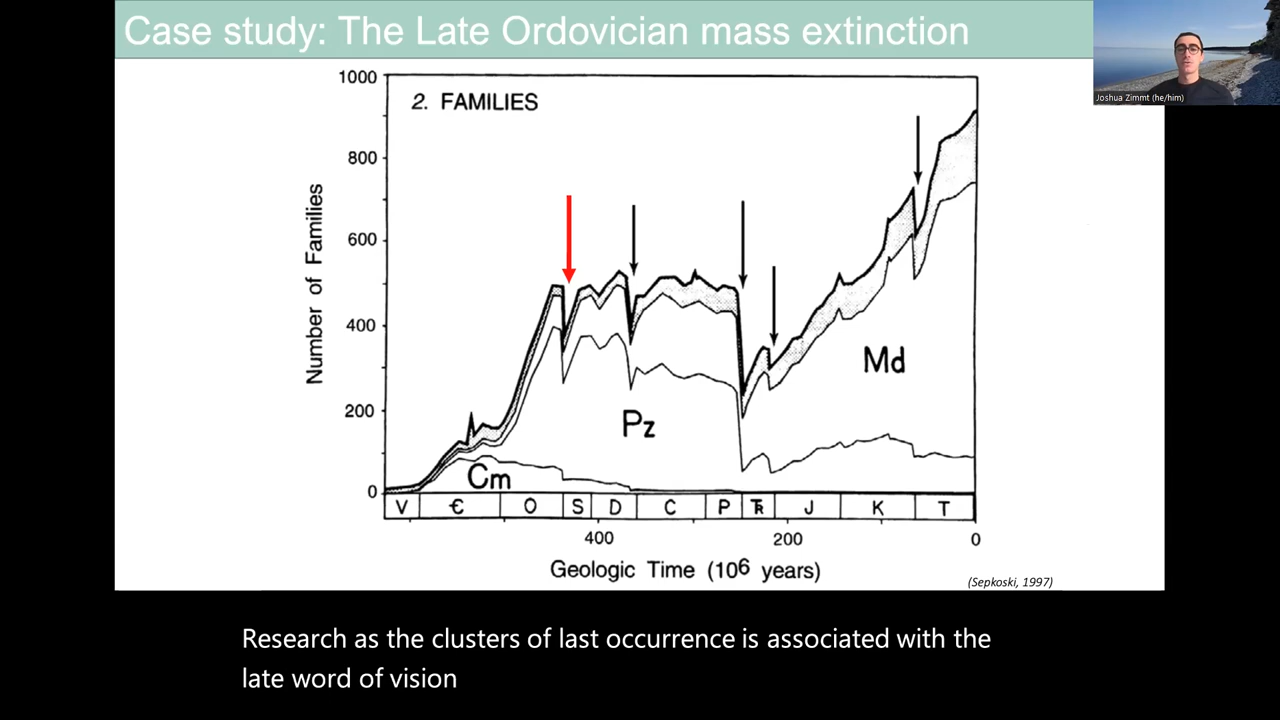 Case study: The Late Ordovician mass extinction
Joshua Zimmt (he/him)
2. FAMILIES
1000
800
600
400
200
0
Number of Families
Cm
Pz
Md
V Є O S D C P TR J K T
400 200 0
Geologic Time (10⁶ years)
(Sepkoski, 1997)
Research as the clusters of last occurrence is associated with the
late word of vision